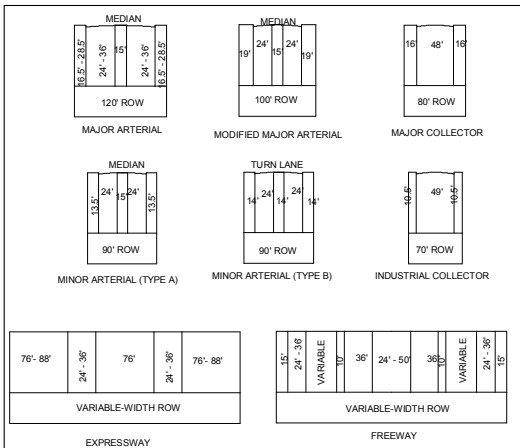 MEDIAN
16.5' - 28.5' 24' - 36' 15' 24' - 36' 16.5' - 28.5'
120' ROW
MAJOR ARTERIAL
MEDIAN
19' 24' 15' 24' 19'
100' ROW
MODIFIED MAJOR ARTERIAL
16' 48' 16'
80' ROW
MAJOR COLLECTOR
MEDIAN
13.5' 24' 15' 24' 13.5'
90' ROW
MINOR ARTERIAL (TYPE A)
TURN LANE
14' 24' 14' 24' 14'
90' ROW
MINOR ARTERIAL (TYPE B)
10.5' 49' 10.5'
70' ROW
INDUSTRIAL COLLECTOR
76'- 88' 24' - 36' 76' 24' - 36' 76'- 88'
VARIABLE-WIDTH ROW
EXPRESSWAY
15' 24' - 36' VARIABLE 10' 36' 24' - 50' 36' 10' VARIABLE 24' - 36' 15'
VARIABLE-WIDTH ROW
FREEWAY